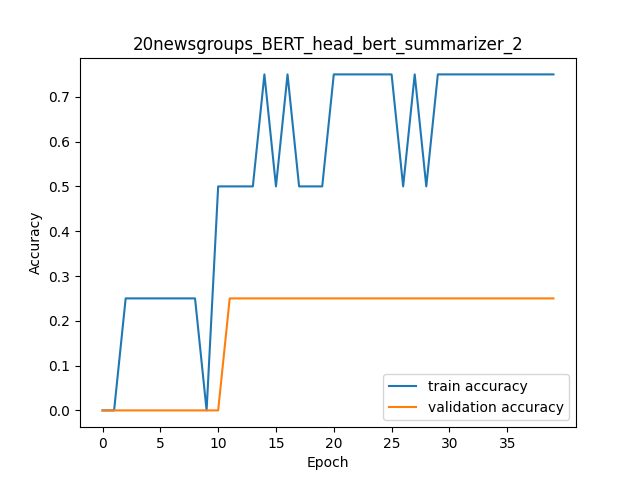 20newsgroups_BERT_head_bert_summarizer_2
Accuracy
0.7
0.6
0.5
0.4
0.3
0.2
0.1
0.0
0 5 10 15 20 25 30 35
Epoch
train accuracy
validation accuracy